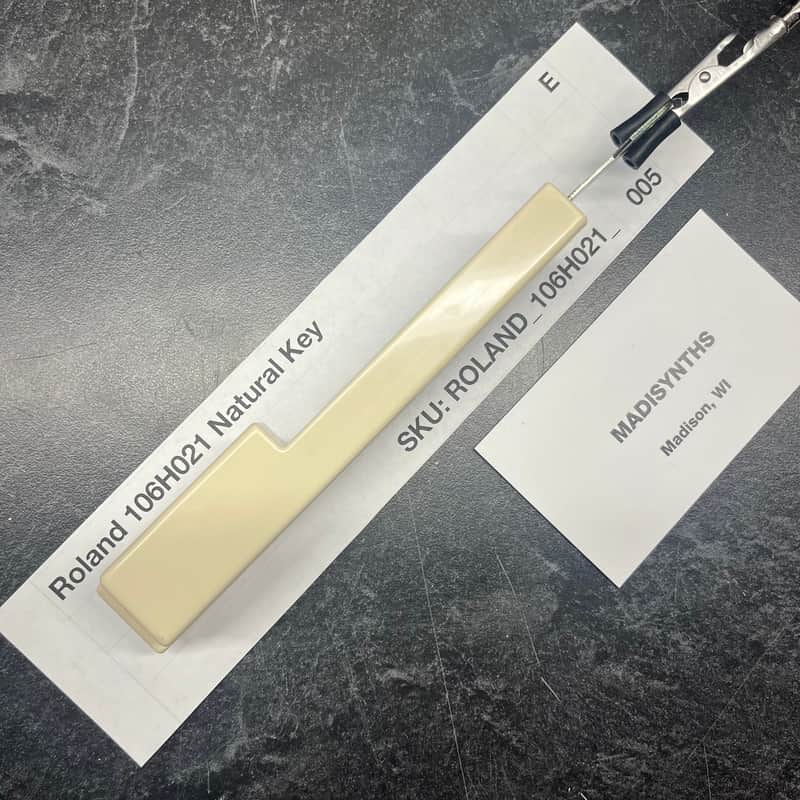 E
Roland 106H021 Natural Key
SKU: ROLAND_106H021_ 005
MADISYNTHS
Madison, WI